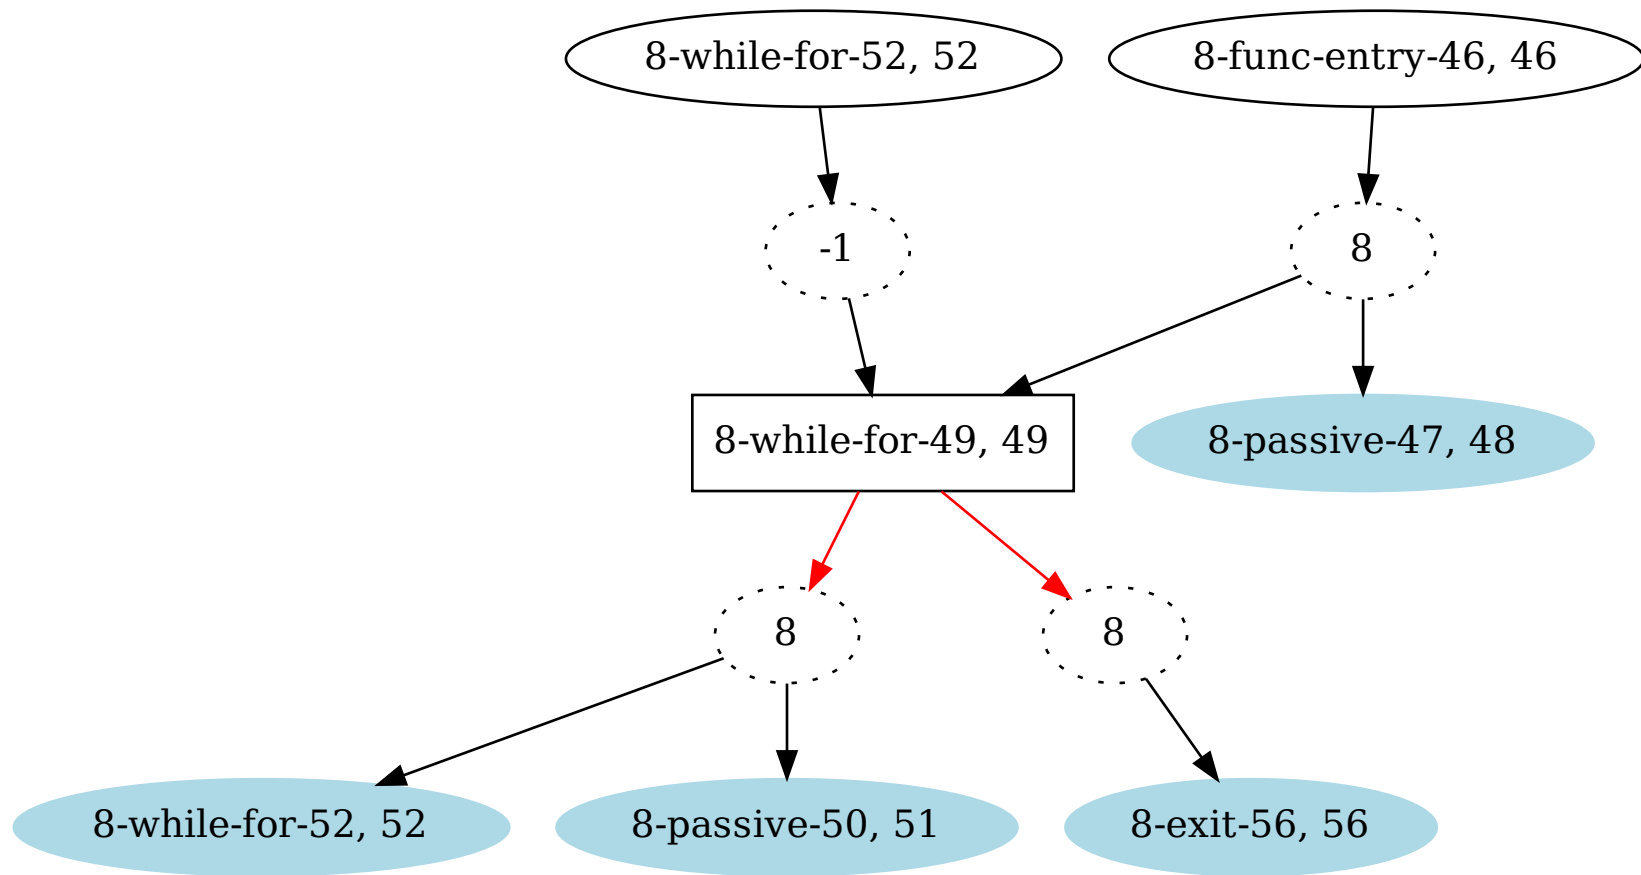 8-while-for-52, 52
8-func-entry-46, 46
-1
8
8-while-for-49, 49
8-passive-47, 48
8
8
8-while-for-52, 52
8-passive-50, 51
8-exit-56, 56